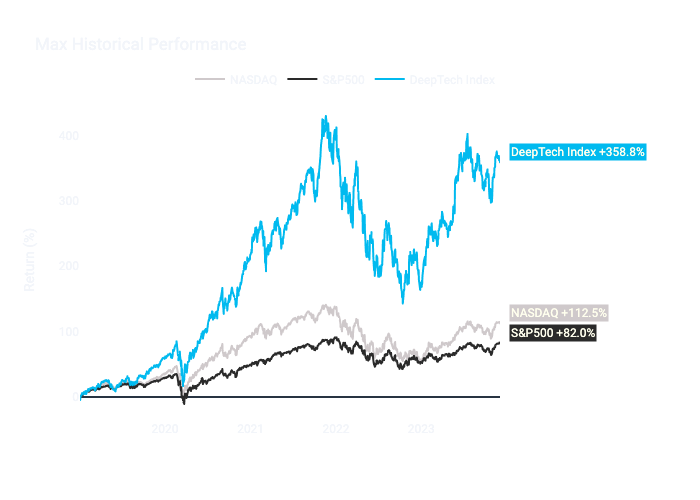 Max Historical Performance
NASDAQ S&P500 DeepTech Index
400
DeepTech Index +358.8%
300
Return (%)
200
NASDAQ +112.5%
S&P500 +82.0%
100
2020 2021 2022 2023